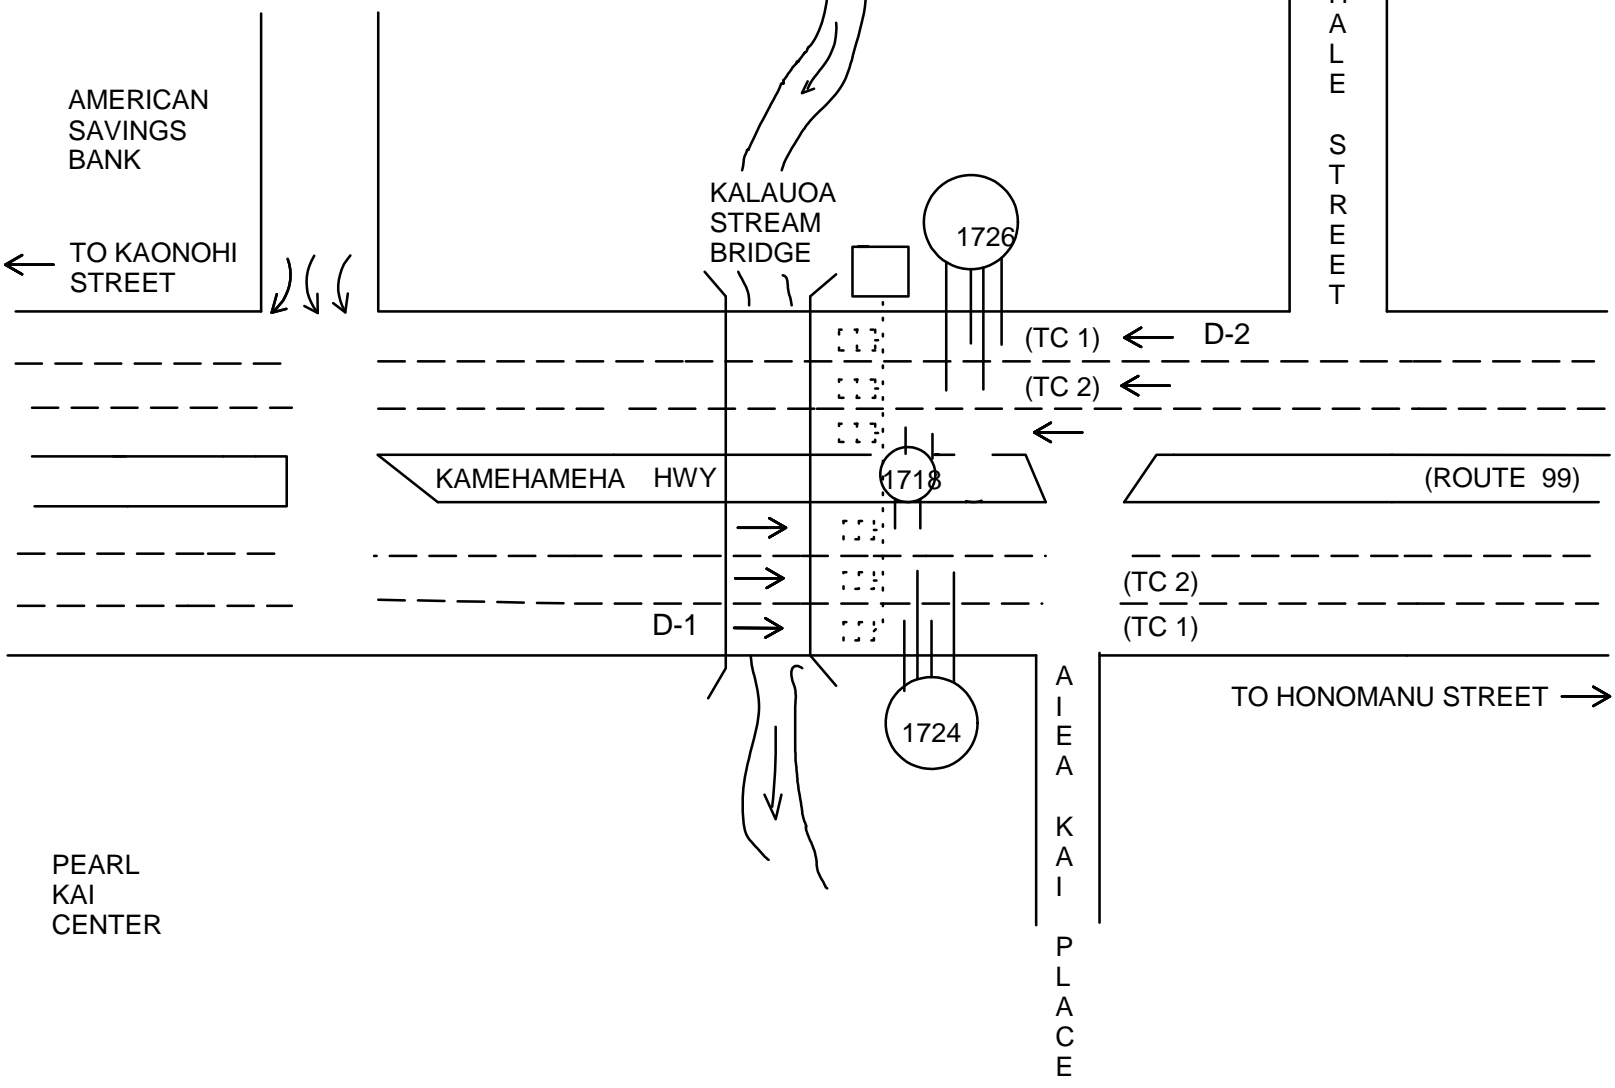 ALE STREET
AMERICAN
SAVINGS
BANK
KALAUOA
STREAM
BRIDGE
1726
TO KAONOHI
STREET
(TC 1)
D-2
(TC 2)
KAMEHAMEHA HWY
1718
(ROUTE 99)
(TC 2)
D-1
(TC 1)
TO HONOMANU STREET
1724
AIEA KAI PLACE
PEARL
KAI
CENTER